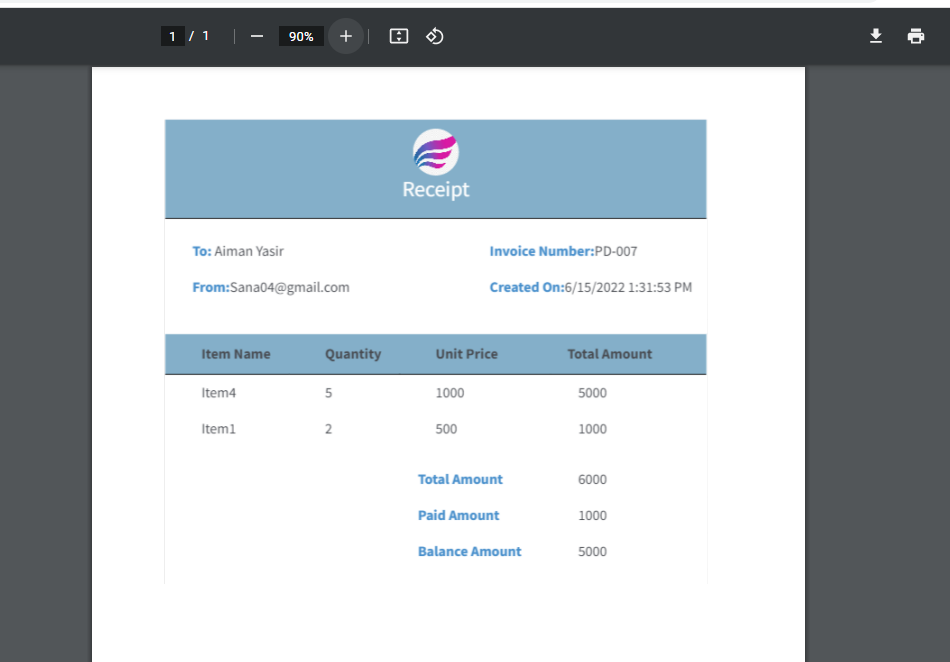 1 / 1 90%
Receipt
To: Aiman Yasir Invoice Number:PD-007
From:Sana04@gmail.com Created On:6/15/2022 1:31:53 PM
Item Name Quantity Unit Price Total Amount
Item4 5 1000 5000
Item1 2 500 1000
Total Amount 6000
Paid Amount 1000
Balance Amount 5000